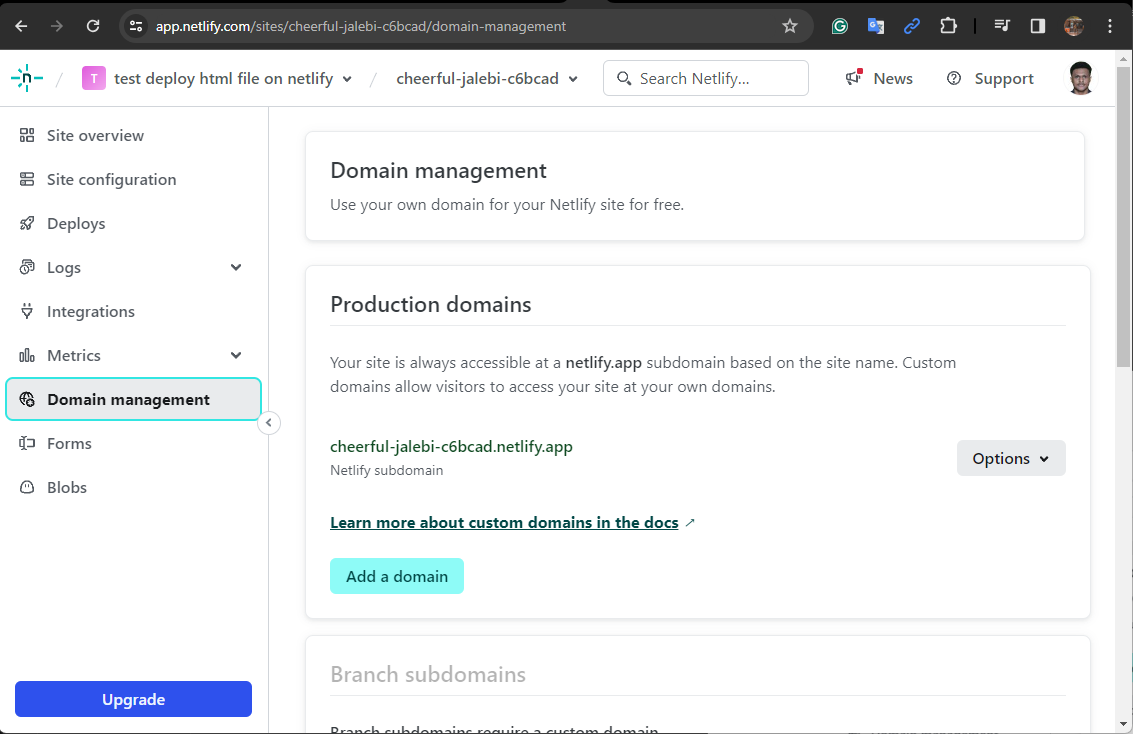 app.netlify.com/sites/cheerful-jalebi-c6bcad/domain-management
n
T
test deploy html file on netlify
cheerful-jalebi-c6bcad
Search Netlify...
News
Support
Site overview
Site configuration
Deploys
Logs
Integrations
Metrics
Domain management
Forms
Blobs
Upgrade
Domain management
Use your own domain for your Netlify site for free.
Production domains
Your site is always accessible at a netlify.app subdomain based on the site name. Custom
domains allow visitors to access your site at your own domains.
cheerful-jalebi-c6bcad.netlify.app
Netlify subdomain
Options
Learn more about custom domains in the docs ↗
Add a domain
Branch subdomains
Branch subdomains require a custom domain